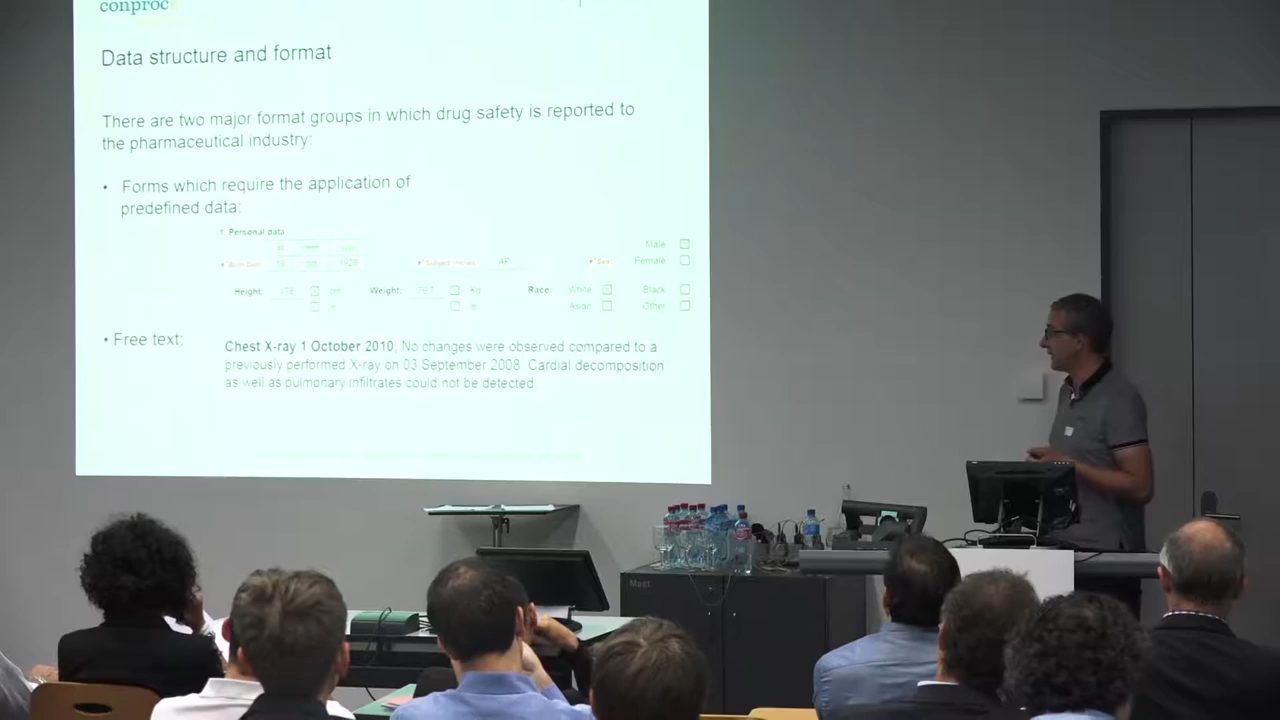 conproc
Data structure and format
There are two major format groups in which drug safety is reported to
the pharmaceutical industry:
• Forms which require the application of
predefined data:
1. Personal data
Male
Female
Height:
Weight:
Kg
Race:
White
Black
Asian
Other
• Free text:
Chest X-ray 1 October 2010, No changes were observed compared to a
previously performed X-ray on 03 September 2008. Cardial decomposition
as well as pulmonary infiltrates could not be detected